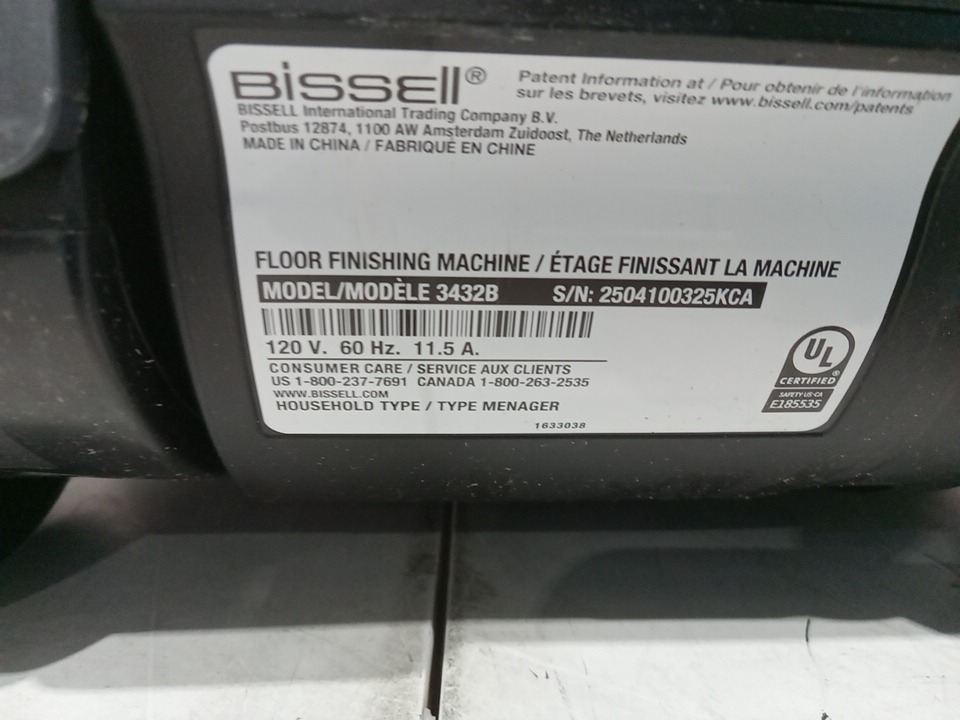 BISSELL®
Patent Information at / Pour obtenir de l'information
sur les brevets, visitez www.bissell.com/patents
BISSELL International Trading Company B.V.
Postbus 12874, 1100 AW Amsterdam Zuidoost, The Netherlands
MADE IN CHINA / FABRIQUÉ EN CHINE
FLOOR FINISHING MACHINE / ÉTAGE FINISSANT LA MACHINE
MODEL/MODÈLE 3432B S/N: 2504100325KCA
120 V. 60 Hz. 11.5 A.
CONSUMER CARE / SERVICE AUX CLIENTS
US 1-800-237-7691 CANADA 1-800-263-2535
WWW.BISSELL.COM
HOUSEHOLD TYPE / TYPE MENAGER
1633038
UL®
CERTIFIED
SAFETY US-CA
E185535